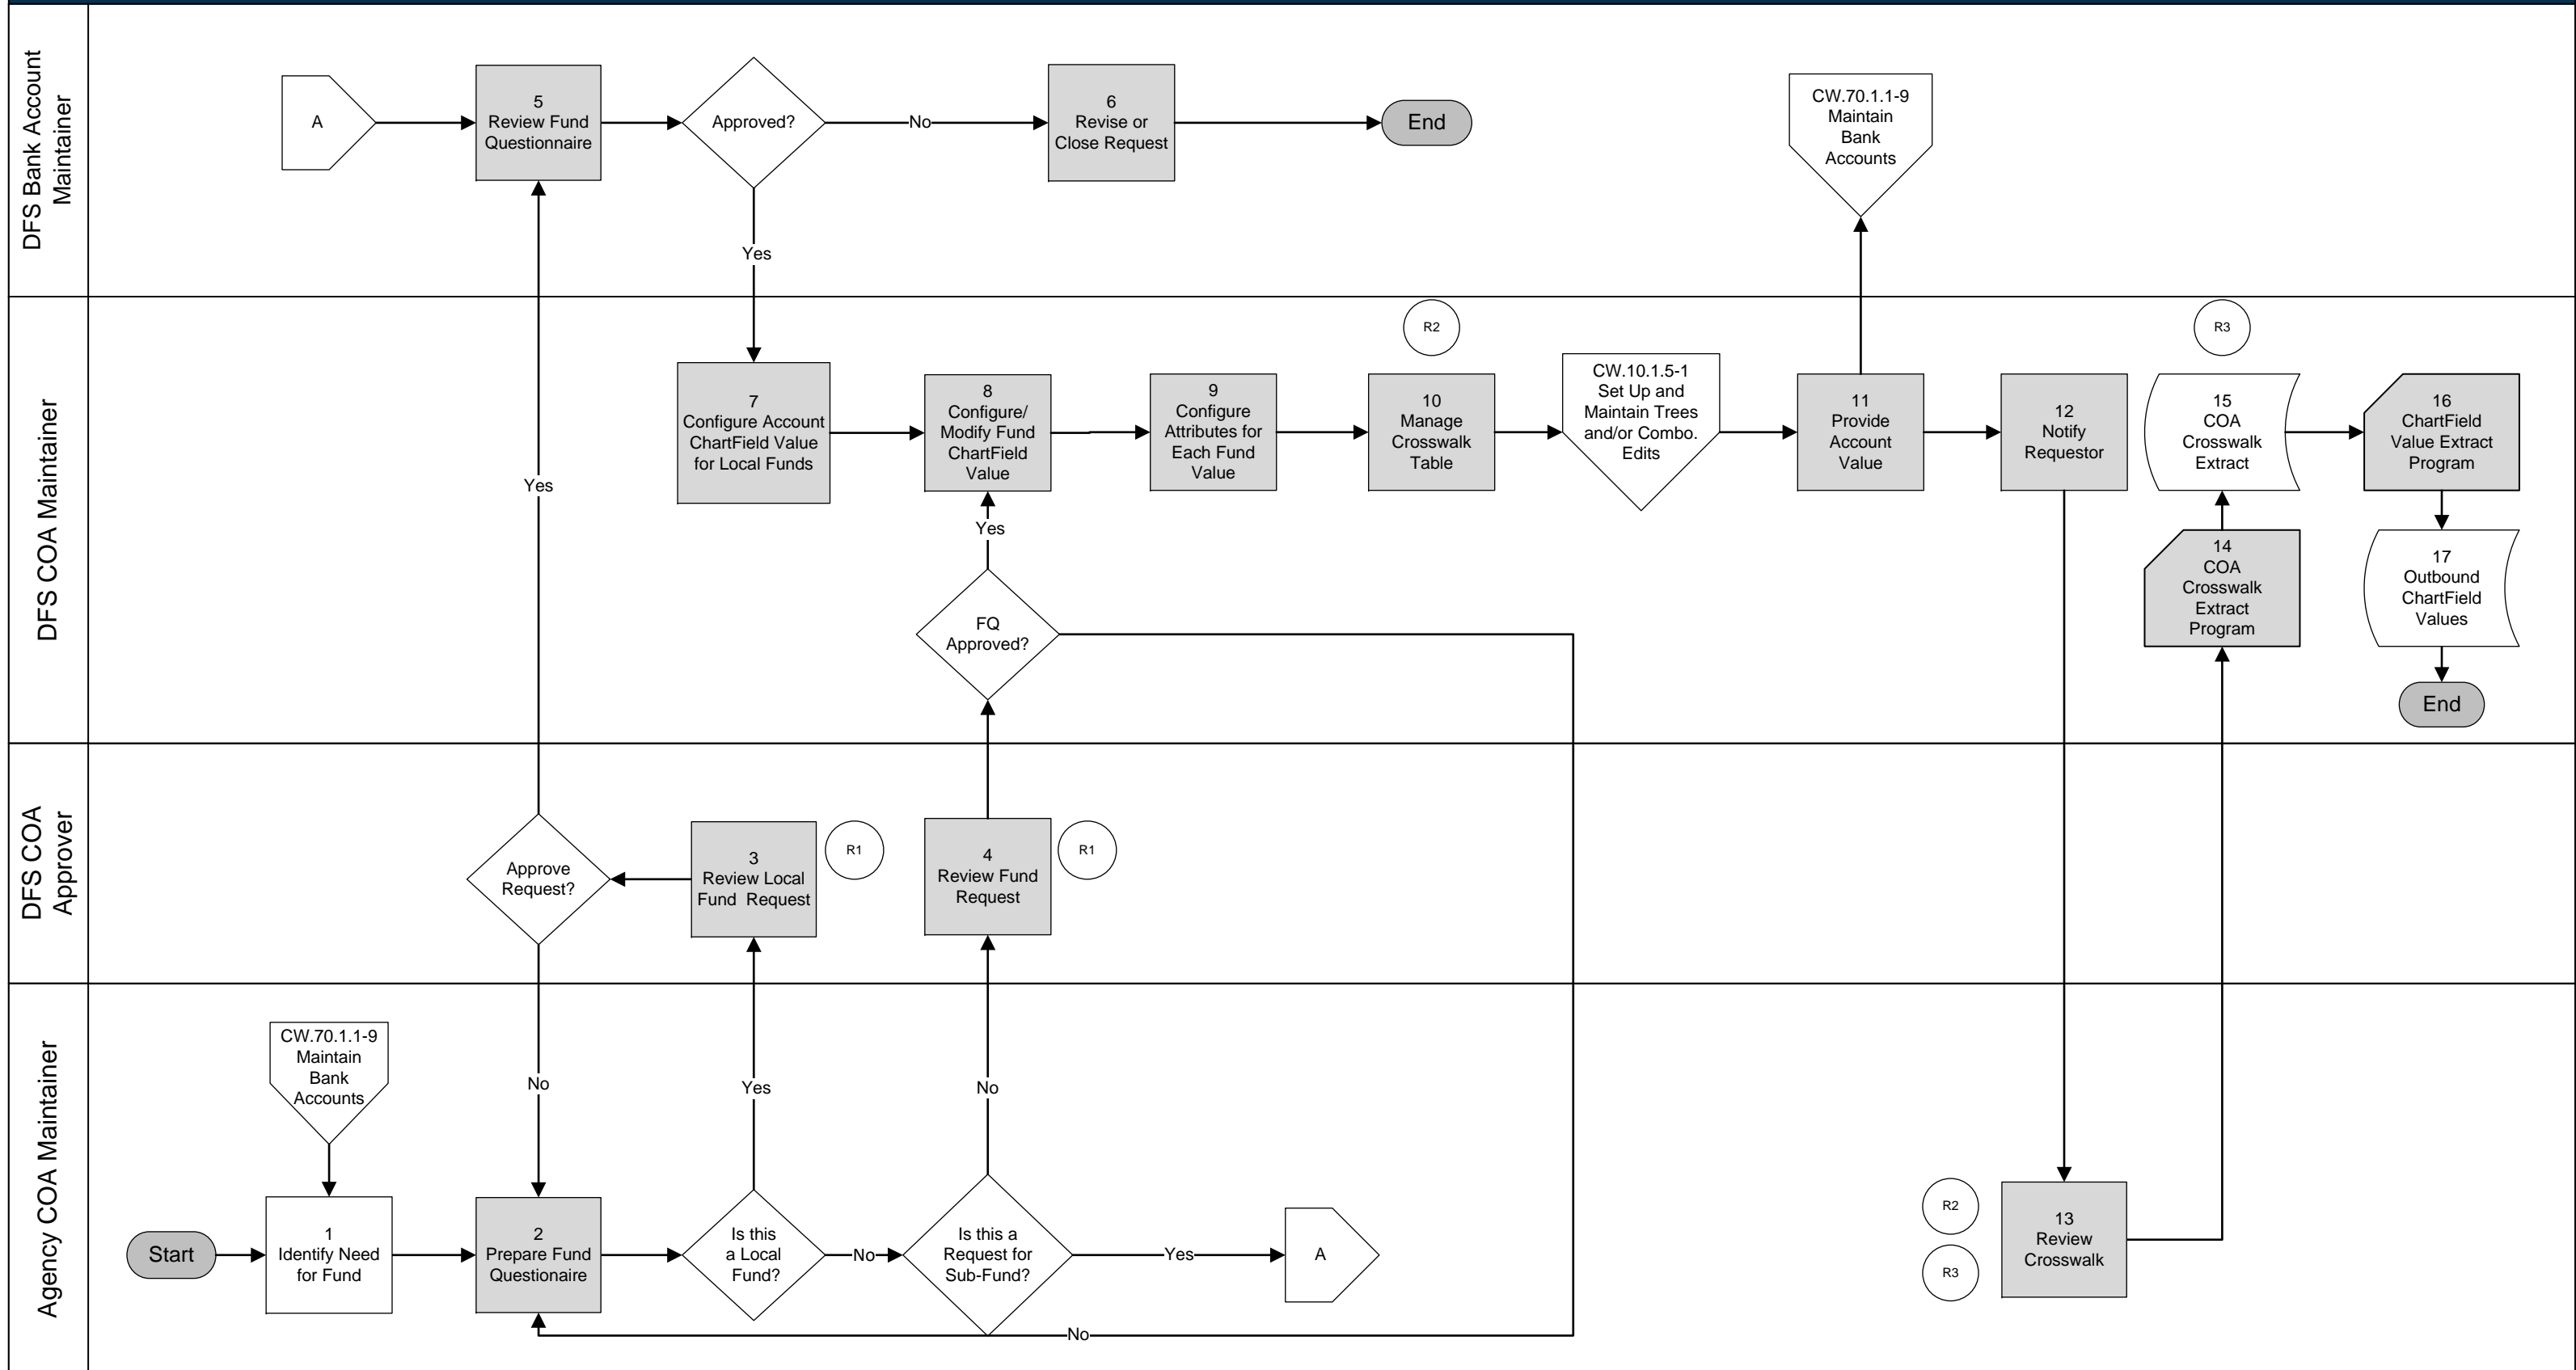 DFS Bank Account
Maintainer
A
5
Review Fund
Questionnaire
Approved?
No
6
Revise or
Close Request
End
CW.70.1.1-9
Maintain
Bank
Accounts
Yes
DFS COA Maintainer
R2
R3
7
Configure Account
ChartField Value
for Local Funds
8
Configure/
Modify Fund
ChartField
Value
9
Configure
Attributes for
Each Fund
Value
10
Manage
Crosswalk
Table
CW.10.1.5-1
Set Up and
Maintain Trees
and/or Combo.
Edits
11
Provide
Account
Value
12
Notify
Requestor
15
COA
Crosswalk
Extract
16
ChartField
Value Extract
Program
Yes
Yes
FQ
Approved?
14
COA
Crosswalk
Extract
Program
17
Outbound
ChartField
Values
End
DFS COA
Approver
Approve
Request?
3
Review Local
Fund  Request
R1
4
Review Fund
Request
R1
Agency COA Maintainer
CW.70.1.1-9
Maintain
Bank
Accounts
No
Yes
No
Start
1
Identify Need
for Fund
2
Prepare Fund
Questionaire
Is this
a Local
Fund?
No
Is this a
Request for
Sub-Fund?
Yes
A
R2
R3
13
Review
Crosswalk
No